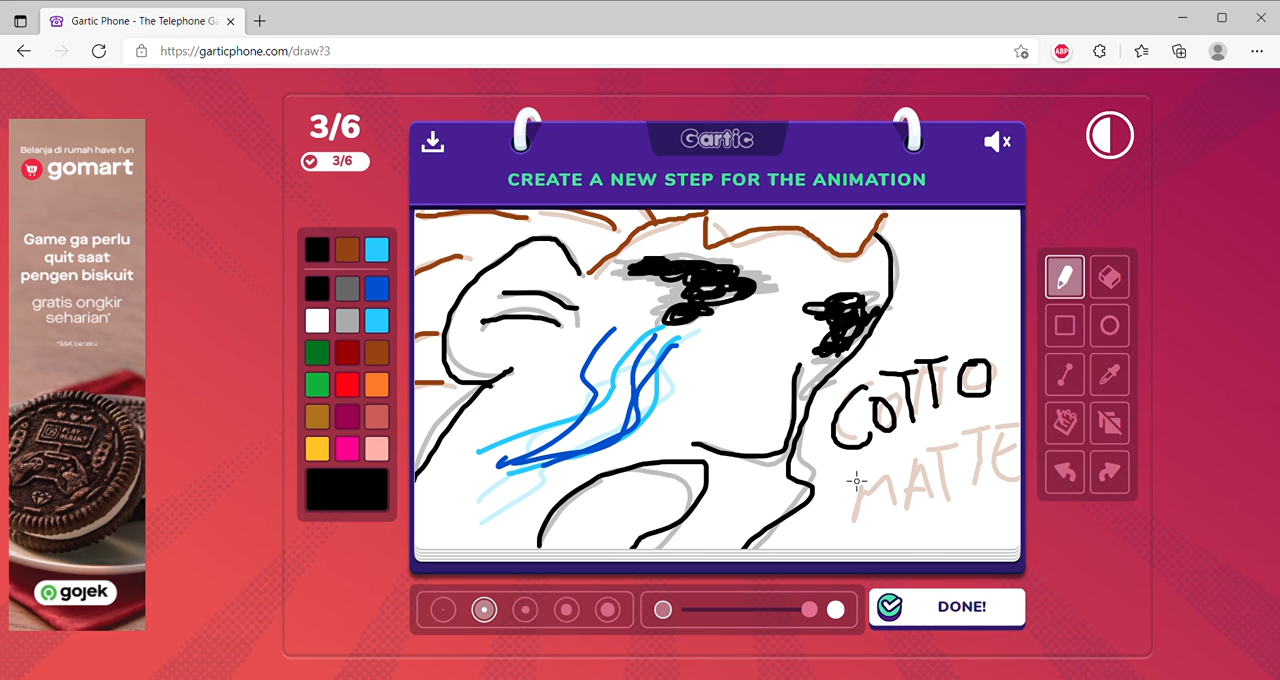 Gartic Phone - The Telephone Ga
https://garticphone.com/draw?3
ABP
Belanja di rumah have fun
gomart
Game ga perlu
quit saat
pengen biskuit
gratis ongkir
seharian*
*S&K berlaku
gojek
3/6
3/6
Gartic
CREATE A NEW STEP FOR THE ANIMATION
COTTO
MATTE
DONE!